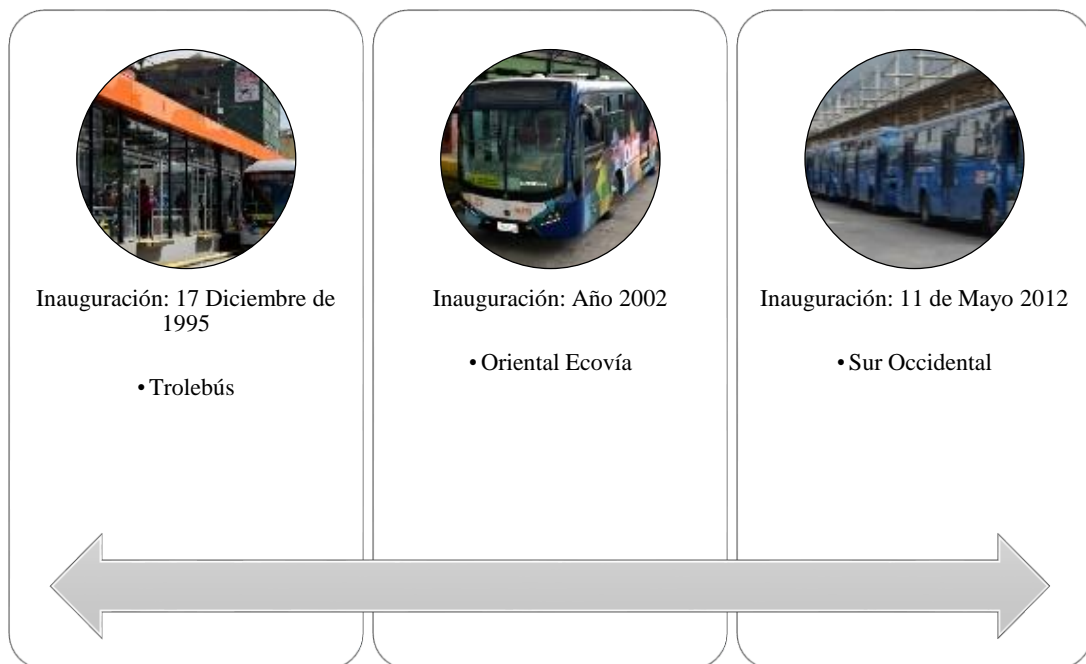 Inauguración: 17 Diciembre de
1995
• Trolebús
Inauguración: Año 2002
• Oriental Ecovía
Inauguración: 11 de Mayo 2012
• Sur Occidental